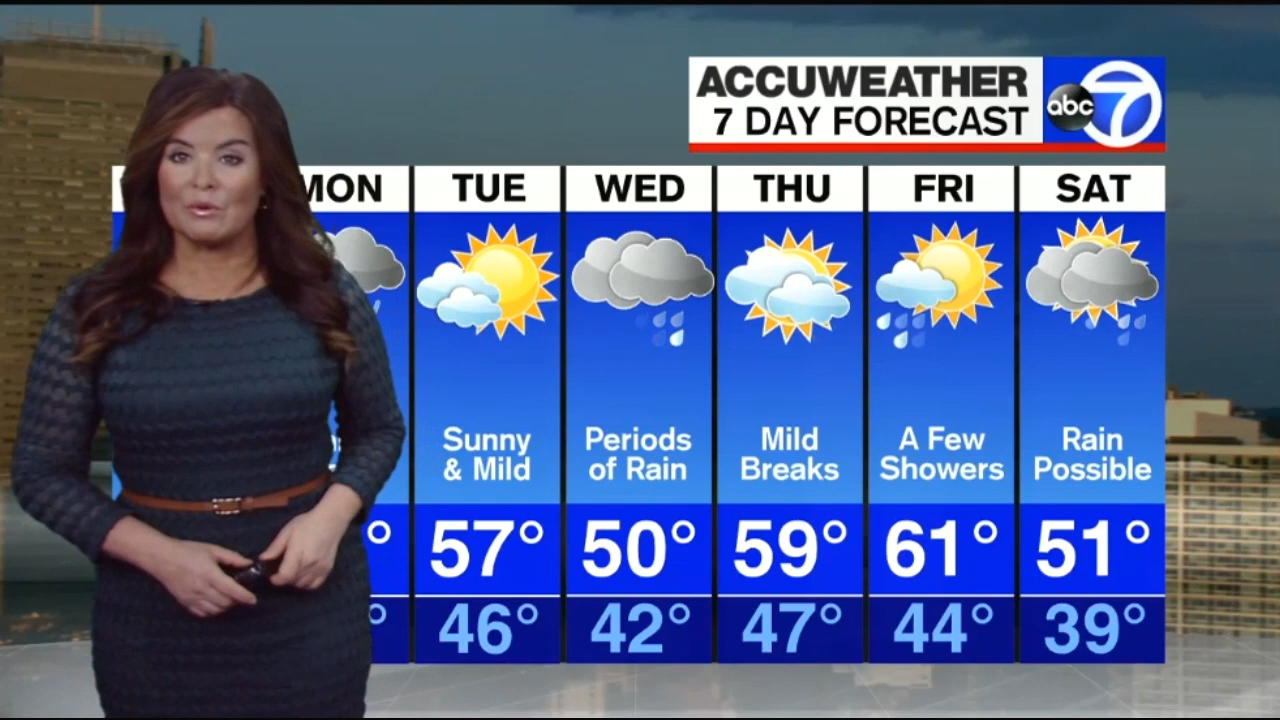 ACCUWEATHER
7 DAY FORECAST
abc 7
MON TUE WED THU FRI SAT
Sunny & Mild
Periods of Rain
Mild Breaks
A Few Showers
Rain Possible
57° 50° 59° 61° 51°
46° 42° 47° 44° 39°